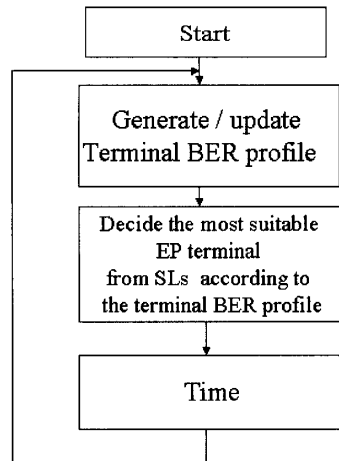 Start
Generate / update
Terminal BER profile
Decide the most suitable
EP terminal
from SLs according to
the terminal BER profile
Time